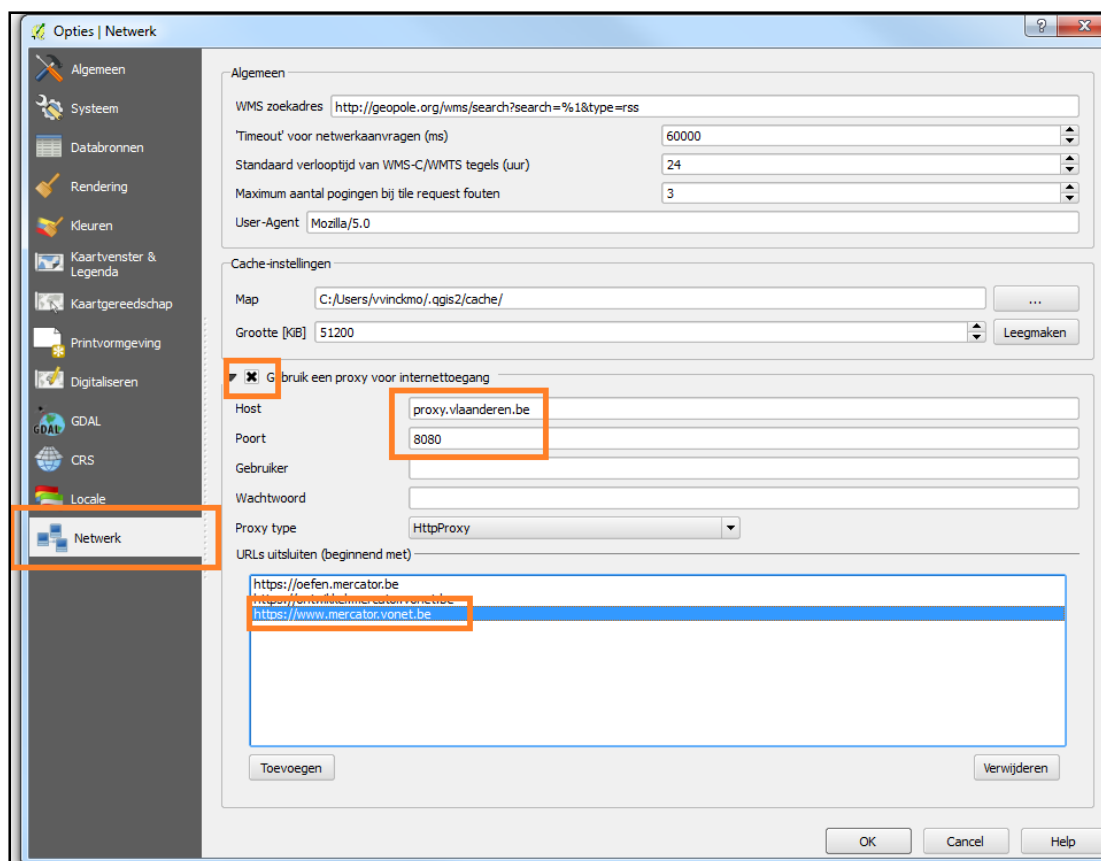 Opties | Netwerk
Algemeen
Systeem
Databronnen
Rendering
Kleuren
Kaartvenster &
Legenda
Kaartgereedschap
Printvormgeving
Digitaliseren
GDAL
GDAL
CRS
Locale
Netwerk
Algemeen
WMS zoekadres http://geopole.org/wms/search?search=%1&type=rss
'Timeout' voor netwerkaanvragen (ms) 60000
Standaard verlooptijd van WMS-C/WMTS tegels (uur) 24
Maximum aantal pogingen bij tile request fouten 3
User-Agent Mozilla/5.0
Cache-instellingen
Map C:/Users/vvinckmo/.qgis2/cache/ ...
Grootte [KiB] 51200 Leegmaken
Gebruik een proxy voor internettoegang
Host proxy.vlaanderen.be
Poort 8080
Gebruiker
Wachtwoord
Proxy type HttpProxy
URLs uitsluiten (beginnend met)
https://oefen.mercator.be
https://ontwikkel.mercator.vonet.be
https://www.mercator.vonet.be
Toevoegen Verwijderen
OK Cancel Help